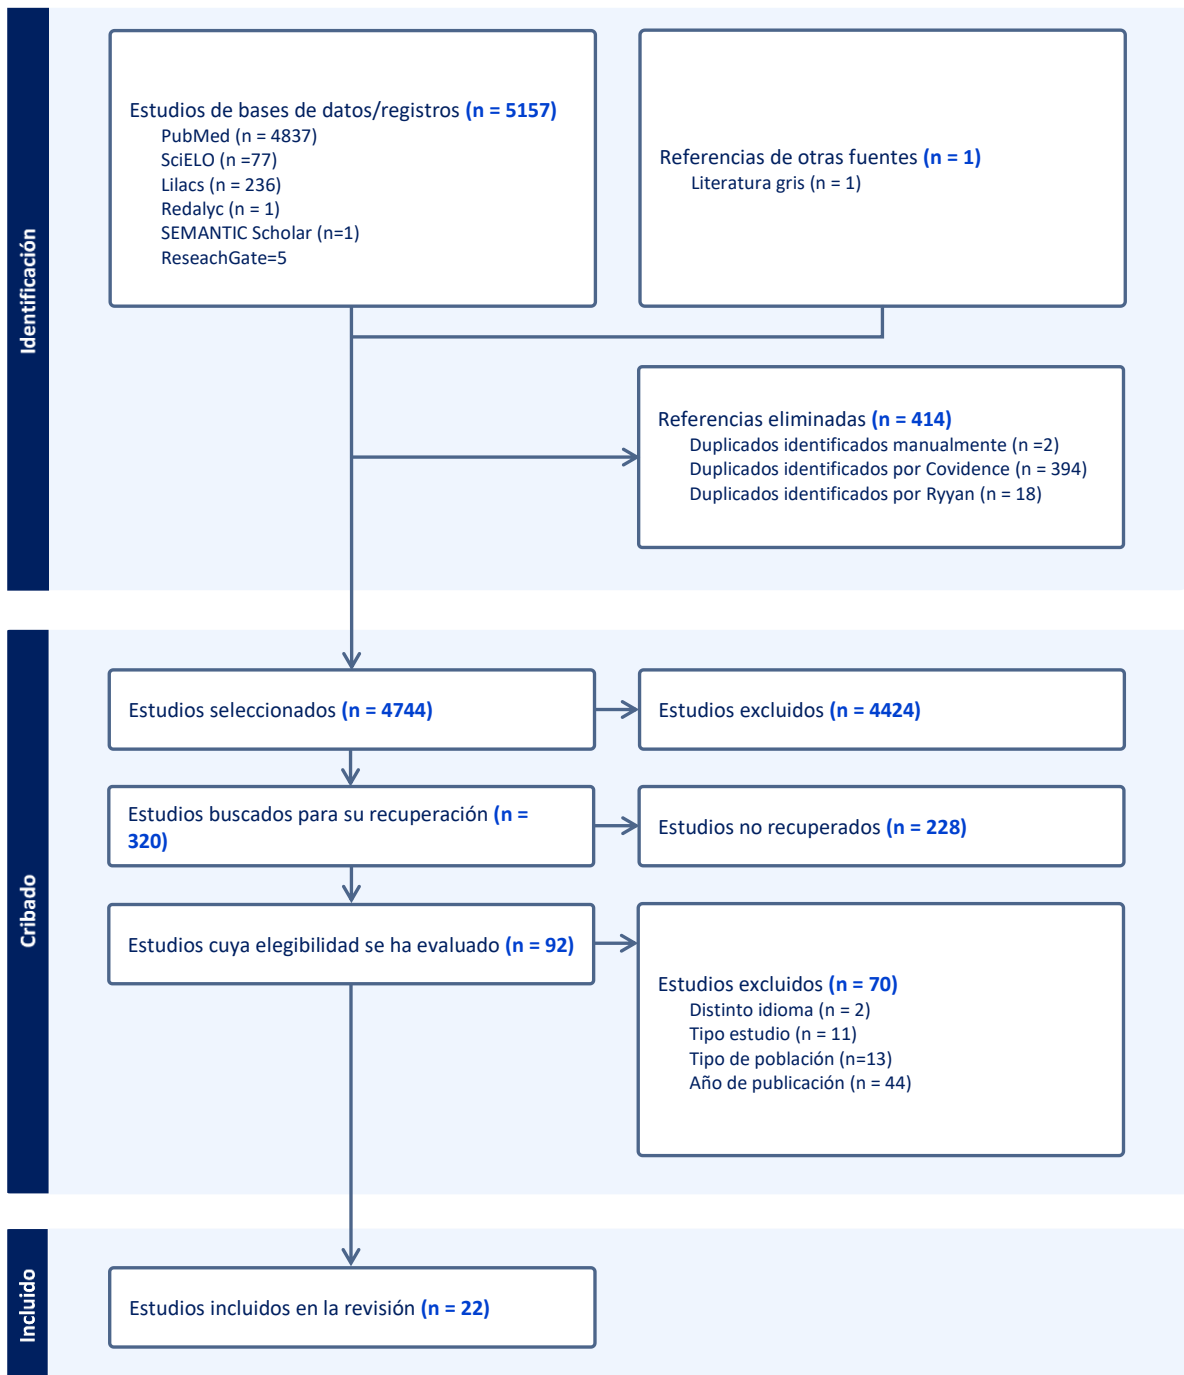 Identificación
Estudios de bases de datos/registros (n = 5157)
PubMed (n = 4837)
SciELO (n =77)
Lilacs (n = 236)
Redalyc (n = 1)
SEMANTIC Scholar (n=1)
ReseachGate=5
Referencias de otras fuentes (n = 1)
Literatura gris (n = 1)
Referencias eliminadas (n = 414)
Duplicados identificados manualmente (n =2)
Duplicados identificados por Covidence (n = 394)
Duplicados identificados por Ryyan (n = 18)
Cribado
Estudios seleccionados (n = 4744)
Estudios excluidos (n = 4424)
Estudios buscados para su recuperación (n =
320)
Estudios no recuperados (n = 228)
Estudios cuya elegibilidad se ha evaluado (n = 92)
Estudios excluidos (n = 70)
Distinto idioma (n = 2)
Tipo estudio (n = 11)
Tipo de población (n=13)
Año de publicación (n = 44)
Incluido
Estudios incluidos en la revisión (n = 22)